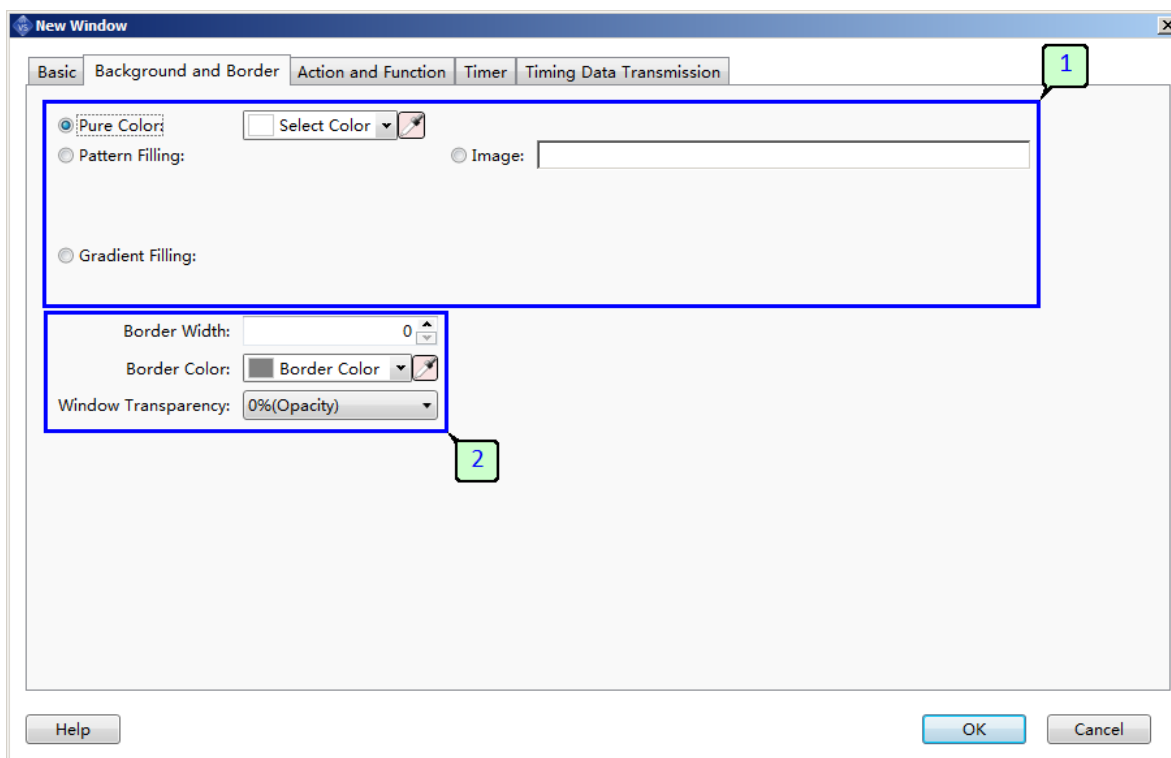 New Window
Basic Background and Border Action and Function Timer Timing Data Transmission
1
Pure Color: Select Color
Pattern Filling: Image:
Gradient Filling:
Border Width: 0
Border Color: Border Color
Window Transparency: 0%(Opacity)
2
Help OK Cancel